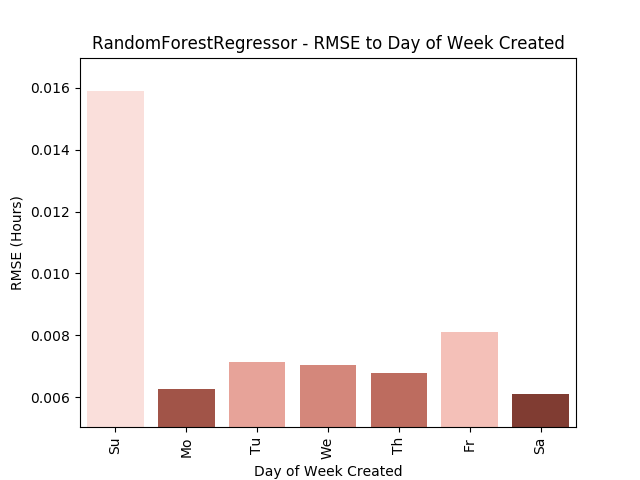 RandomForestRegressor - RMSE to Day of Week Created
0.016
0.014
0.012
0.010
0.008
0.006
RMSE (Hours)
Su
Mo
Tu
We
Th
Fr
Sa
Day of Week Created